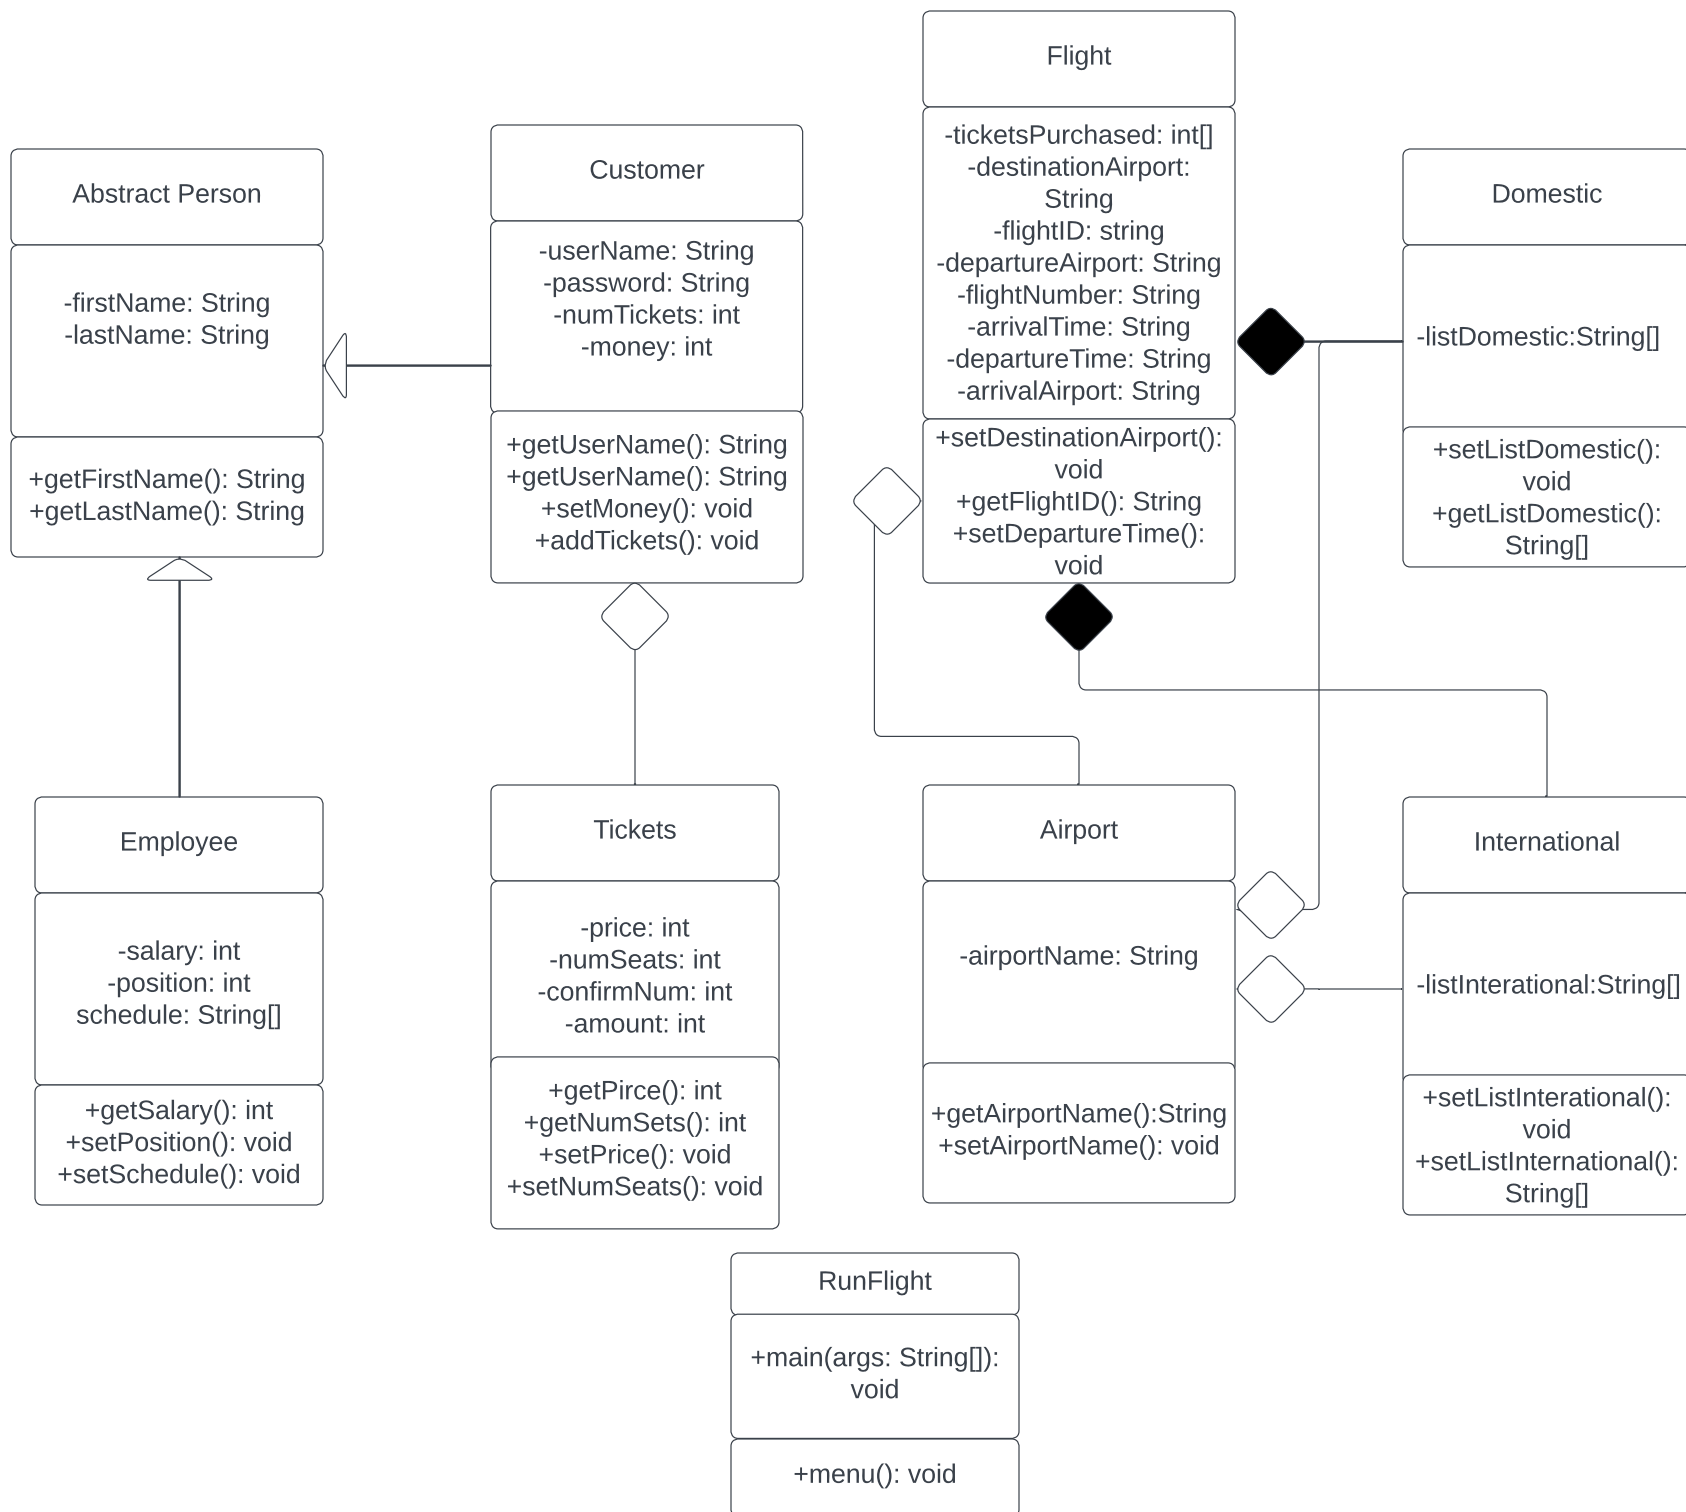 Abstract Person
-firstName: String
-lastName: String
+getFirstName(): String
+getLastName(): String
Customer
-userName: String
-password: String
-numTickets: int
-money: int
+getUserName(): String
+getUserName(): String
+setMoney(): void
+addTickets(): void
Flight
-ticketsPurchased: int[]
-destinationAirport:
String
-flightID: string
-departureAirport: String
-flightNumber: String
-arrivalTime: String
-departureTime: String
-arrivalAirport: String
+setDestinationAirport():
void
+getFlightID(): String
+setDepartureTime():
void
Domestic
-listDomestic:String[]
+setListDomestic():
void
+getListDomestic():
String[]
Employee
-salary: int
-position: int
schedule: String[]
+getSalary(): int
+setPosition(): void
+setSchedule(): void
Tickets
-price: int
-numSeats: int
-confirmNum: int
-amount: int
+getPirce(): int
+getNumSets(): int
+setPrice(): void
+setNumSeats(): void
Airport
-airportName: String
+getAirportName():String
+setAirportName(): void
International
-listInterational:String[]
+setListInterational():
void
+setListInternational():
String[]
RunFlight
+main(args: String[]):
void
+menu(): void